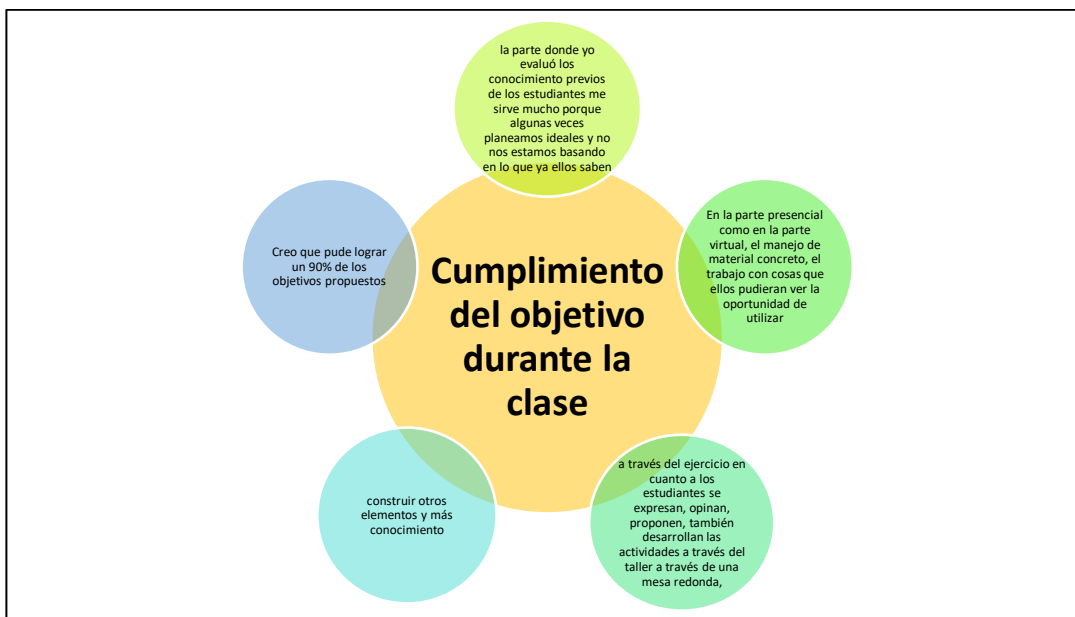 la parte donde yo
evaluó los
conocimiento previos
de los estudiantes me
sirve mucho porque
algunas veces
planeamos ideales y no
nos estamos basando
en lo que ya ellos saben
En la parte presencial
como en la parte
virtual, el manejo de
material concreto, el
trabajo con cosas que
ellos pudieran ver la
oportunidad de
utilizar
a través del ejercicio en
cuanto a los
estudiantes se
expresan, opinan,
proponen, también
desarrollan las
actividades a través del
taller a través de una
mesa redonda,
construir otros
elementos y más
conocimiento
Creo que pude lograr
un 90% de los
objetivos propuestos
Cumplimiento
del objetivo
durante la
clase